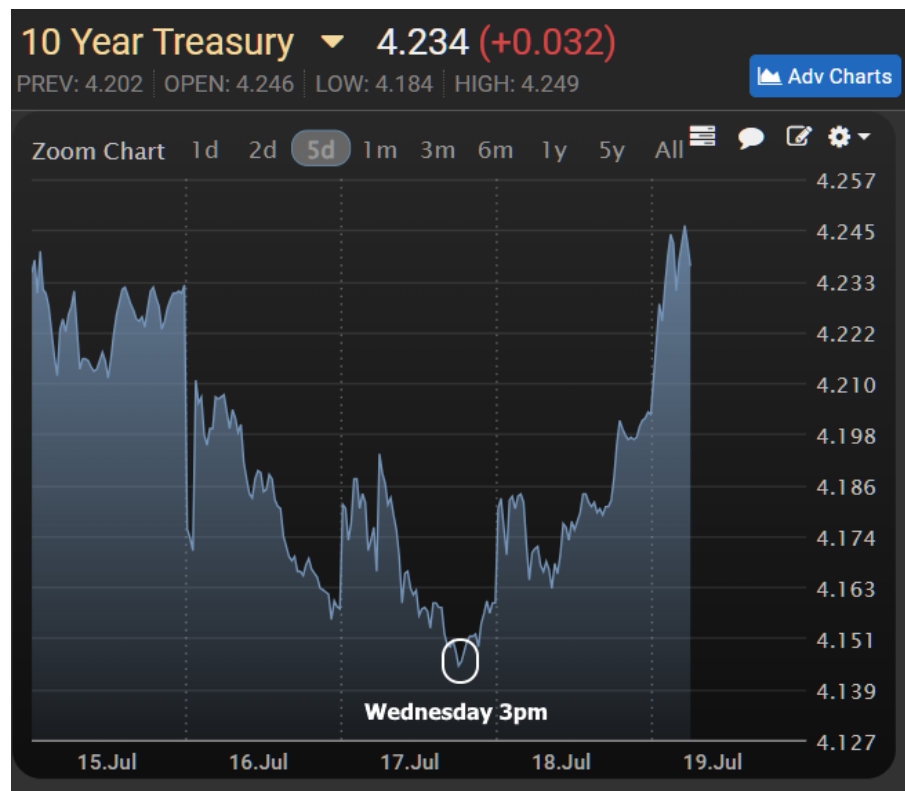 10 Year Treasury 4.234 (+0.032)
PREV: 4.202 OPEN: 4.246 LOW: 4.184 HIGH: 4.249
Adv Charts
Zoom Chart 1d 2d 5d 1m 3m 6m 1y 5y All
4.257
4.245
4.233
4.222
4.210
4.198
4.186
4.174
4.163
4.151
4.139
4.127
Wednesday 3pm
15.Jul 16.Jul 17.Jul 18.Jul 19.Jul